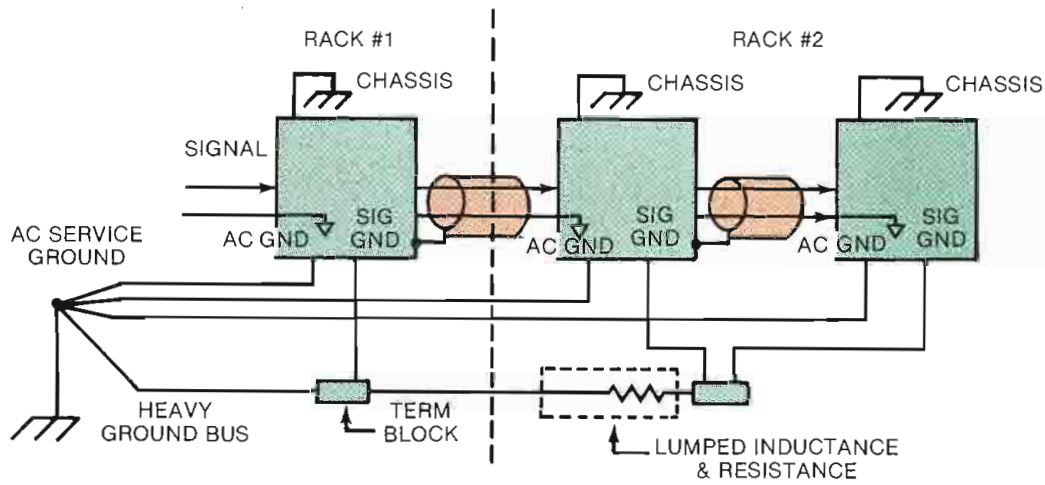 RACK #1
RACK #2
CHASSIS
CHASSIS
CHASSIS
SIGNAL
SIG
GND
AC GND
SIG
GND
AC GND
SIG
GND
AC GND
AC SERVICE
GROUND
HEAVY
GROUND BUS
TERM
BLOCK
LUMPED INDUCTANCE
& RESISTANCE